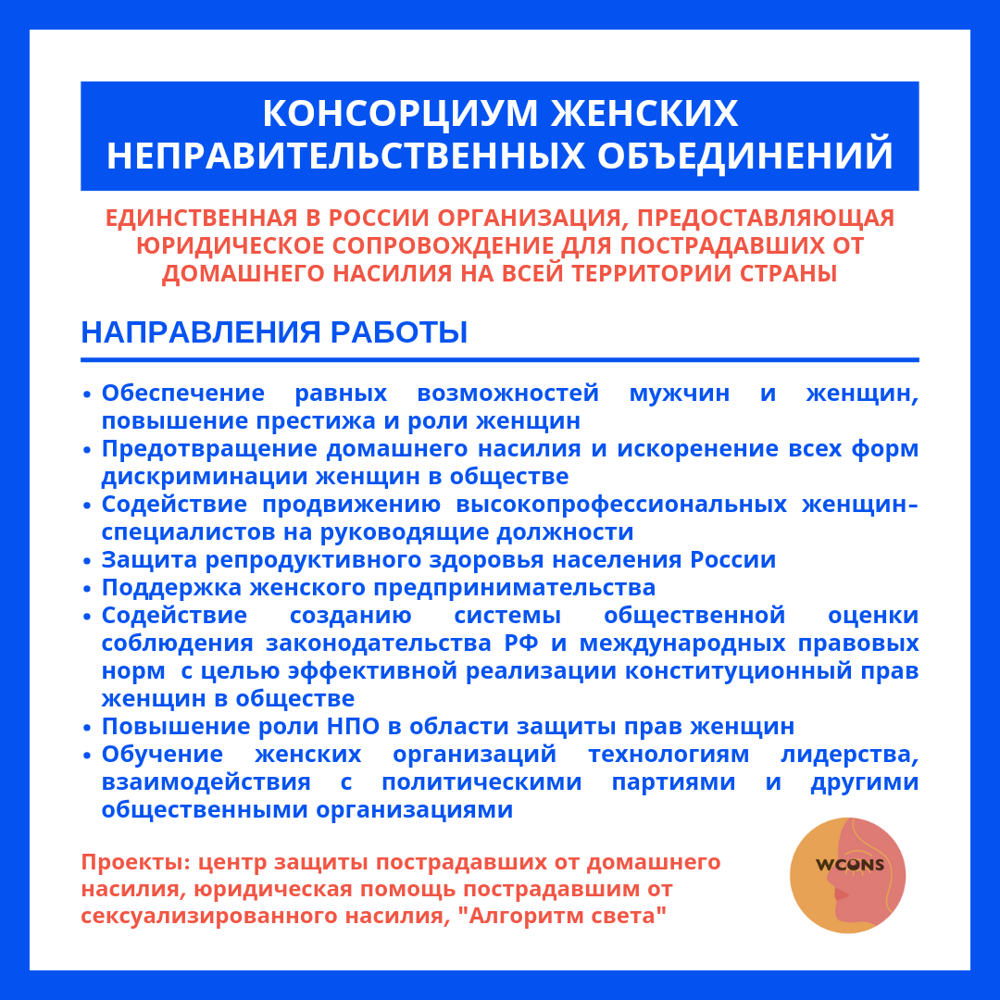 КОНСОРЦИУМ ЖЕНСКИХ
НЕПРАВИТЕЛЬСТВЕННЫХ ОБЪЕДИНЕНИЙ
ЕДИНСТВЕННАЯ В РОССИИ ОРГАНИЗАЦИЯ, ПРЕДОСТАВЛЯЮЩАЯ
ЮРИДИЧЕСКОЕ СОПРОВОЖДЕНИЕ ДЛЯ ПОСТРАДАВШИХ ОТ
ДОМАШНЕГО НАСИЛИЯ НА ВСЕЙ ТЕРРИТОРИИ СТРАНЫ
НАПРАВЛЕНИЯ РАБОТЫ
• Обеспечение равных возможностей мужчин и женщин,
повышение престижа и роли женщин
• Предотвращение домашнего насилия и искоренение всех форм
дискриминации женщин в обществе
• Содействие продвижению высокопрофессиональных женщин-
специалистов на руководящие должности
• Защита репродуктивного здоровья населения России
• Поддержка женского предпринимательства
• Содействие созданию системы общественной оценки
соблюдения законодательства РФ и международных правовых
норм с целью эффективной реализации конституционный прав
женщин в обществе
• Повышение роли НПО в области защиты прав женщин
• Обучение женских организаций технологиям лидерства,
взаимодействия с политическими партиями и другими
общественными организациями
Проекты: центр защиты пострадавших от домашнего
насилия, юридическая помощь пострадавшим от
сексуализированного насилия, "Алгоритм света"
WCONS